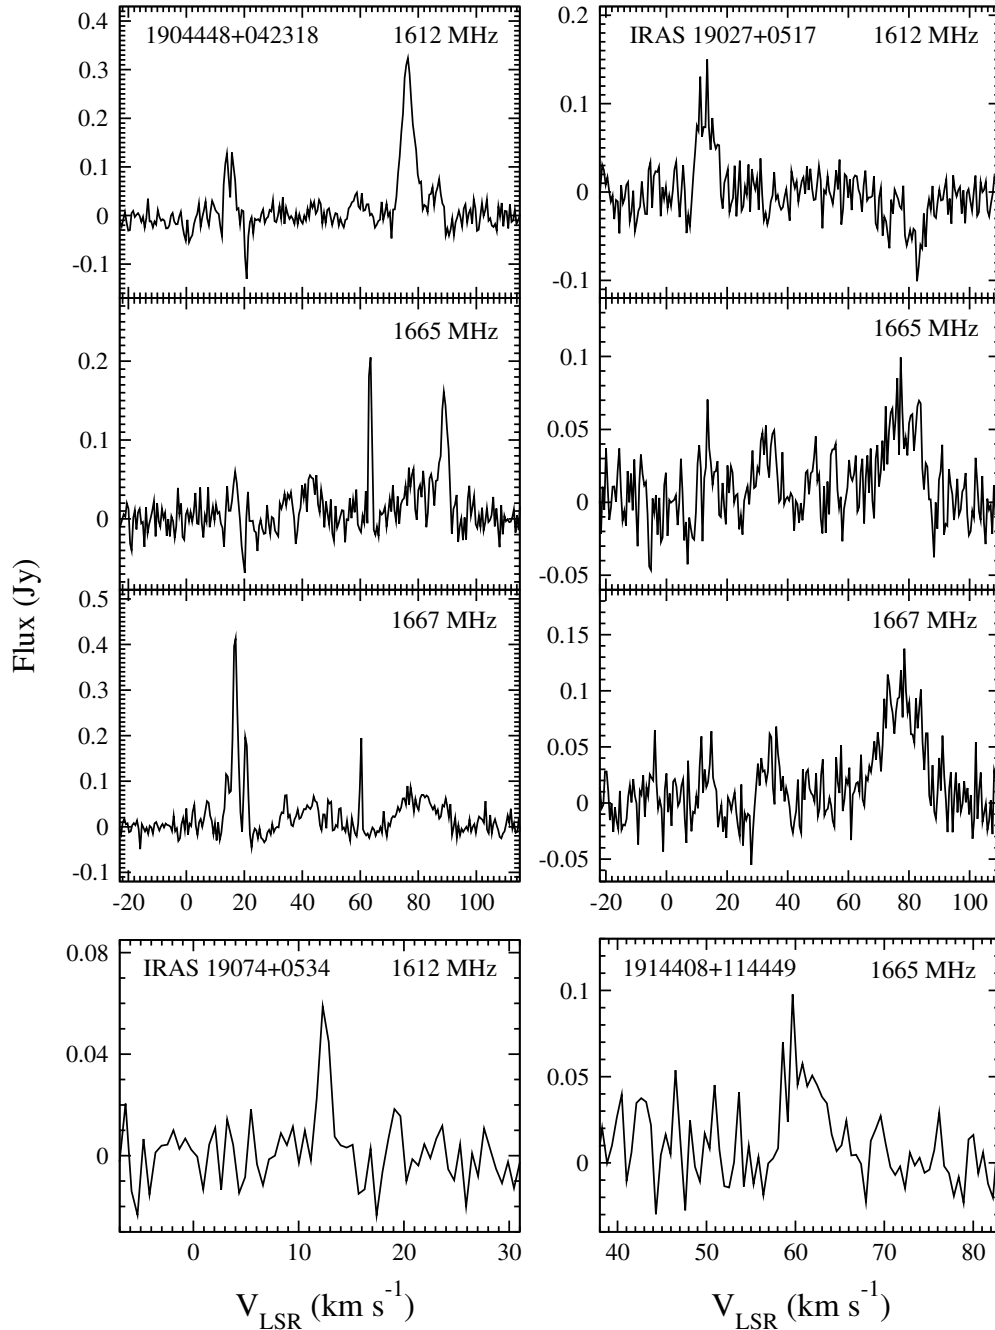 1904448+042318 1612 MHz
0.4
0.3
0.2
0.1
0
-0.1
IRAS 19027+0517 1612 MHz
0.2
0.1
0
-0.1
1665 MHz
0.2
0.1
0
1665 MHz
0.1
0.05
0
-0.05
1667 MHz
0.5
0.4
0.3
0.2
0.1
0
-0.1
-20 0 20 40 60 80 100
1667 MHz
0.15
0.1
0.05
0
-0.05
-20 0 20 40 60 80 100
Flux (Jy)
IRAS 19074+0534 1612 MHz
0.08
0.04
0
0 10 20 30
V_LSR (km s⁻¹)
1914408+114449 1665 MHz
0.1
0.05
0
40 50 60 70 80
V_LSR (km s⁻¹)